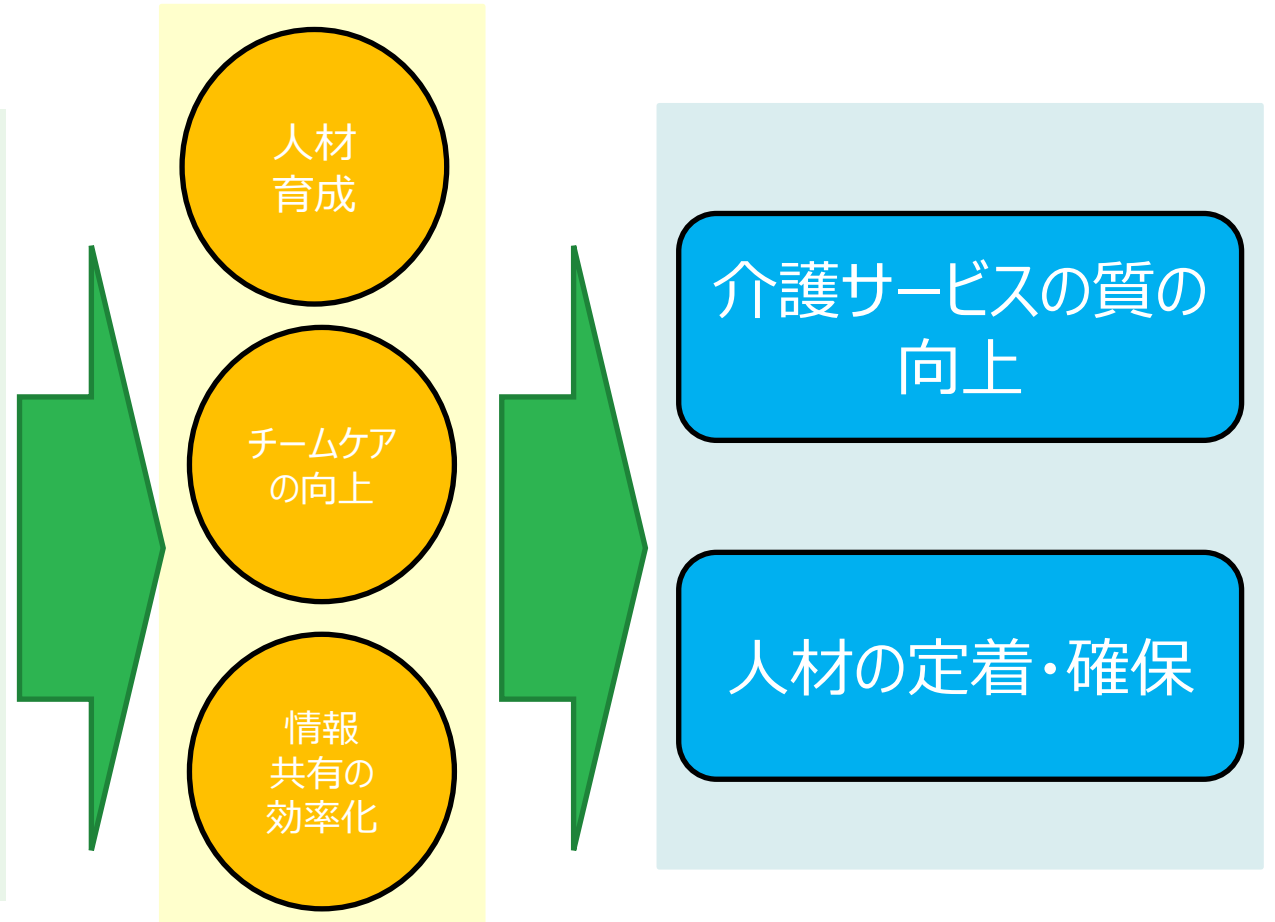 人材
育成
チームケア
の向上
情報
共有の
効率化
介護サービスの質の
向上
人材の定着・確保